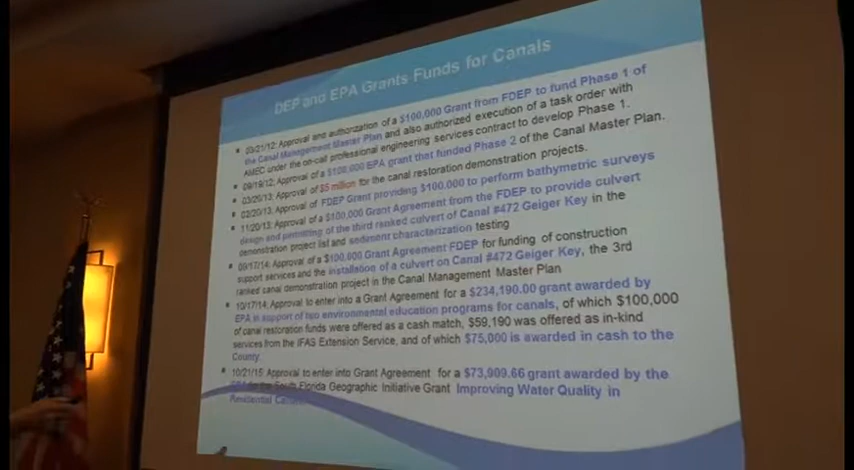 DEP and EPA Grants Funds for Canals
03/21/12: Approval and authorization of a $100,000 Grant from FDEP to fund Phase 1 of
the Canal Management Master Plan and also authorized execution of a task order with
AMEC under the on-call professional engineering services contract to develop Phase 1.
09/19/12: Approval of a $100,000 EPA grant that funded Phase 2 of the Canal Master Plan.
03/20/13: Approval of $5 million for the canal restoration demonstration projects.
02/20/13: Approval of FDEP Grant providing $100,000 to perform bathymetric surveys
11/20/13: Approval of a $100,000 Grant Agreement from the FDEP to provide culvert
design and permitting of the third ranked culvert of Canal #472 Geiger Key in the
demonstration project list and sediment characterization testing
09/17/14: Approval of a $100,000 Grant Agreement FDEP for funding of construction
support services and the installation of a culvert on Canal #472 Geiger Key, the 3rd
ranked canal demonstration project in the Canal Management Master Plan
10/17/14: Approval to enter into a Grant Agreement for a $234,190.00 grant awarded by
EPA in support of two environmental education programs for canals, of which $100,000
of canal restoration funds were offered as a cash match, $59,190 was offered as in-kind
services from the IFAS Extension Service, and of which $75,000 is awarded in cash to the
County.
10/21/15: Approval to enter into Grant Agreement for a $73,909.66 grant awarded by the
EPA for the South Florida Geographic Initiative Grant Improving Water Quality in
Residential